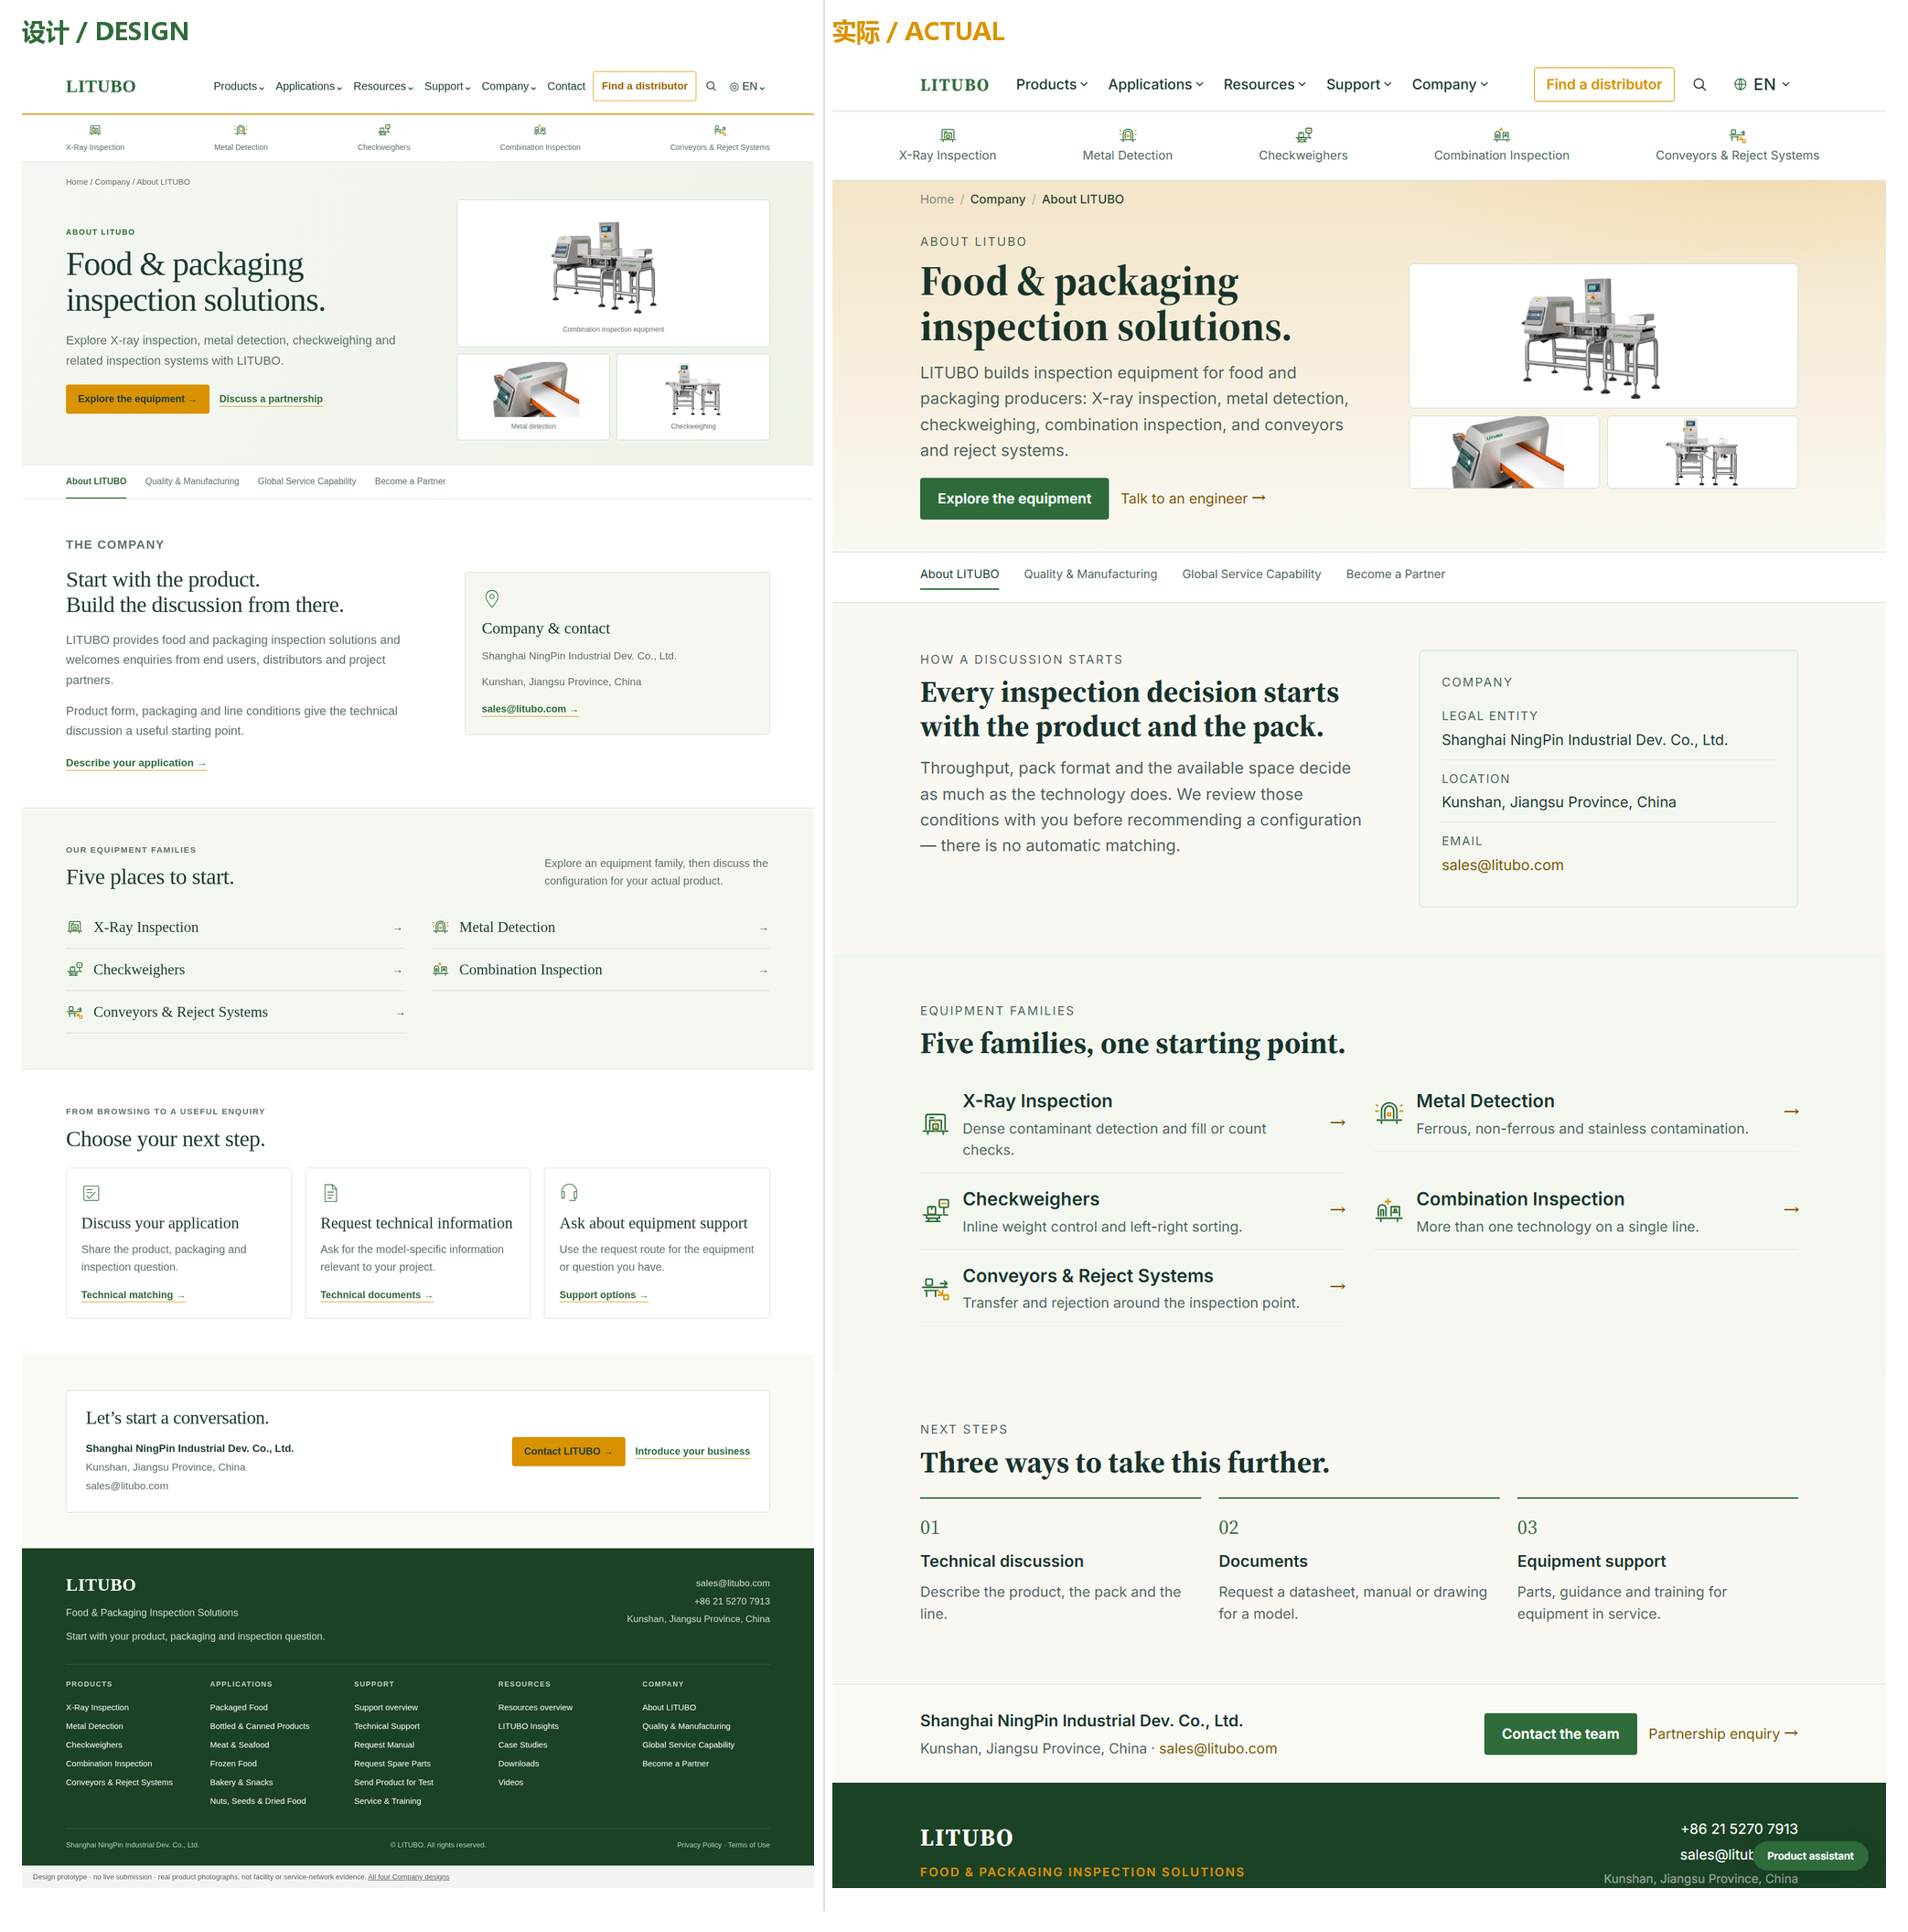 设计 / DESIGN
LITUBO
Products
Applications
Resources
Support
Company
Contact
Find a distributor
EN
X-Ray Inspection
Metal Detection
Checkweighers
Combination Inspection
Conveyors & Reject Systems
Home / Company / About LITUBO
ABOUT LITUBO
Food & packaging
inspection solutions.
Explore X-ray inspection, metal detection, checkweighing and
related inspection systems with LITUBO.
Explore the equipment →
Discuss a partnership
Combination inspection equipment
Metal detection
Checkweighing
About LITUBO
Quality & Manufacturing
Global Service Capability
Become a Partner
THE COMPANY
Start with the product.
Build the discussion from there.
LITUBO provides food and packaging inspection solutions and
welcomes enquiries from end users, distributors and project
partners.
Product form, packaging and line conditions give the technical
discussion a useful starting point.
Describe your application →
Company & contact
Shanghai NingPin Industrial Dev. Co., Ltd.
Kunshan, Jiangsu Province, China
sales@litubo.com →
OUR EQUIPMENT FAMILIES
Five places to start.
Explore an equipment family, then discuss the
configuration for your actual product.
X-Ray Inspection →
Metal Detection →
Checkweighers →
Combination Inspection →
Conveyors & Reject Systems →
FROM BROWSING TO A USEFUL ENQUIRY
Choose your next step.
Discuss your application
Share the product, packaging and
inspection question.
Technical matching →
Request technical information
Ask for the model-specific information
relevant to your project.
Technical documents →
Ask about equipment support
Use the request route for the equipment
or question you have.
Support options →
Let’s start a conversation.
Shanghai NingPin Industrial Dev. Co., Ltd.
Kunshan, Jiangsu Province, China
sales@litubo.com
Contact LITUBO →
Introduce your business
LITUBO
Food & Packaging Inspection Solutions
Start with your product, packaging and inspection question.
sales@litubo.com
+86 21 5270 7913
Kunshan, Jiangsu Province, China
PRODUCTS
X-Ray Inspection
Metal Detection
Checkweighers
Combination Inspection
Conveyors & Reject Systems
APPLICATIONS
Packaged Food
Bottled & Canned Products
Meat & Seafood
Frozen Food
Bakery & Snacks
Nuts, Seeds & Dried Food
SUPPORT
Support overview
Technical Support
Request Manual
Request Spare Parts
Send Product for Test
Service & Training
RESOURCES
Resources overview
LITUBO Insights
Case Studies
Downloads
Videos
COMPANY
About LITUBO
Quality & Manufacturing
Global Service Capability
Become a Partner
Shanghai NingPin Industrial Dev. Co., Ltd.
© LITUBO. All rights reserved.
Privacy Policy · Terms of Use
Design prototype · no live submission · real product photographs, not facility or service-network evidence. All four Company designs
实际 / ACTUAL
LITUBO
Products
Applications
Resources
Support
Company
Find a distributor
EN
X-Ray Inspection
Metal Detection
Checkweighers
Combination Inspection
Conveyors & Reject Systems
Home / Company / About LITUBO
ABOUT LITUBO
Food & packaging
inspection solutions.
LITUBO builds inspection equipment for food and
packaging producers: X-ray inspection, metal detection,
checkweighing, combination inspection, and conveyors
and reject systems.
Explore the equipment
Talk to an engineer →
LITUBO
About LITUBO
Quality & Manufacturing
Global Service Capability
Become a Partner
HOW A DISCUSSION STARTS
Every inspection decision starts
with the product and the pack.
Throughput, pack format and the available space decide
as much as the technology does. We review those
conditions with you before recommending a configuration
— there is no automatic matching.
COMPANY
LEGAL ENTITY
Shanghai NingPin Industrial Dev. Co., Ltd.
LOCATION
Kunshan, Jiangsu Province, China
EMAIL
sales@litubo.com
EQUIPMENT FAMILIES
Five families, one starting point.
X-Ray Inspection
Dense contaminant detection and fill or count
checks.
→
Metal Detection
Ferrous, non-ferrous and stainless contamination.
→
Checkweighers
Inline weight control and left-right sorting.
→
Combination Inspection
More than one technology on a single line.
→
Conveyors & Reject Systems
Transfer and rejection around the inspection point.
→
NEXT STEPS
Three ways to take this further.
01
Technical discussion
Describe the product, the pack and the
line.
02
Documents
Request a datasheet, manual or drawing
for a model.
03
Equipment support
Parts, guidance and training for
equipment in service.
Shanghai NingPin Industrial Dev. Co., Ltd.
Kunshan, Jiangsu Province, China · sales@litubo.com
Contact the team
Partnership enquiry →
LITUBO
FOOD & PACKAGING INSPECTION SOLUTIONS
+86 21 5270 7913
sales@litub
Product assistant
Kunshan, Jiangsu Province, China